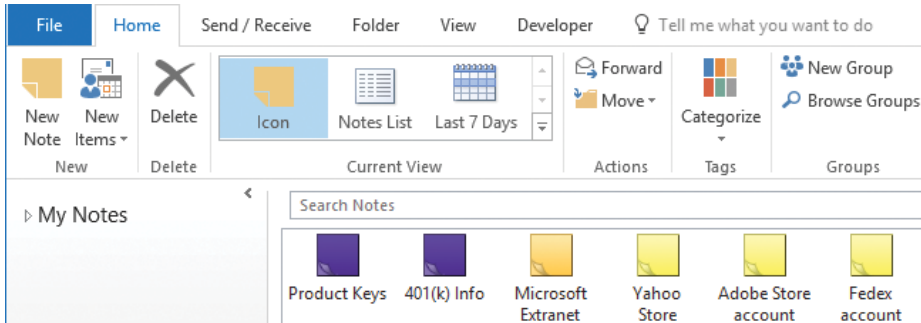 File Home Send / Receive Folder View Developer Tell me what you want to do
New Note
New Items
Delete
Icon
Notes List
Last 7 Days
Forward
Move
Categorize
New Group
Browse Groups
New Delete Current View Actions Tags Groups
My Notes
Search Notes
Product Keys
401(k) Info
Microsoft
Extranet
Yahoo
Store
Adobe Store
account
Fedex
account